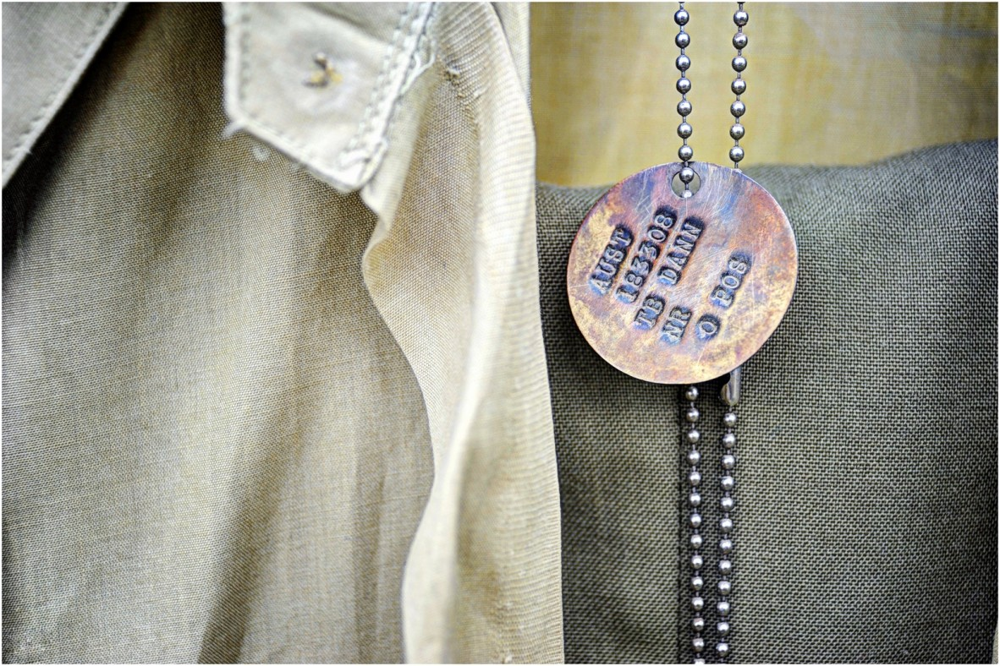 AUST
183308
TB DANN
NR
O POS